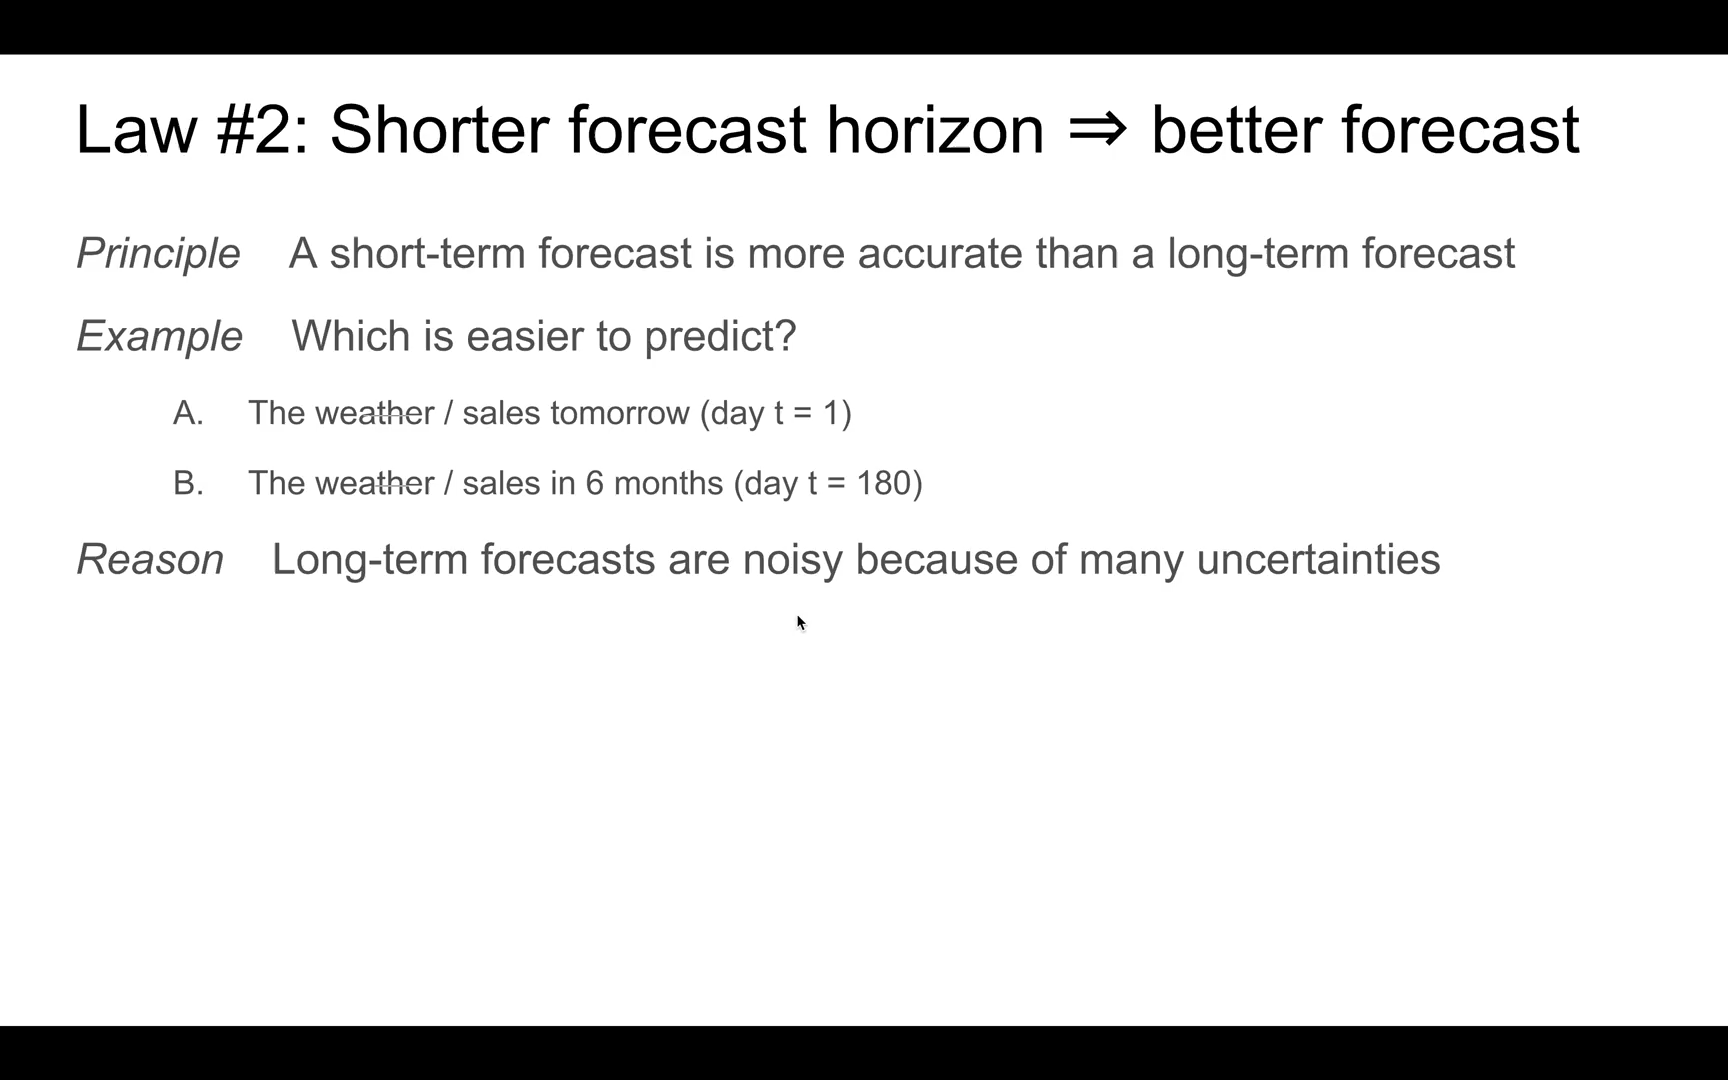 Law #2: Shorter forecast horizon ⇒ better forecast
Principle A short-term forecast is more accurate than a long-term forecast
Example Which is easier to predict?
A. The weather / sales tomorrow (day t = 1)
B. The weather / sales in 6 months (day t = 180)
Reason Long-term forecasts are noisy because of many uncertainties